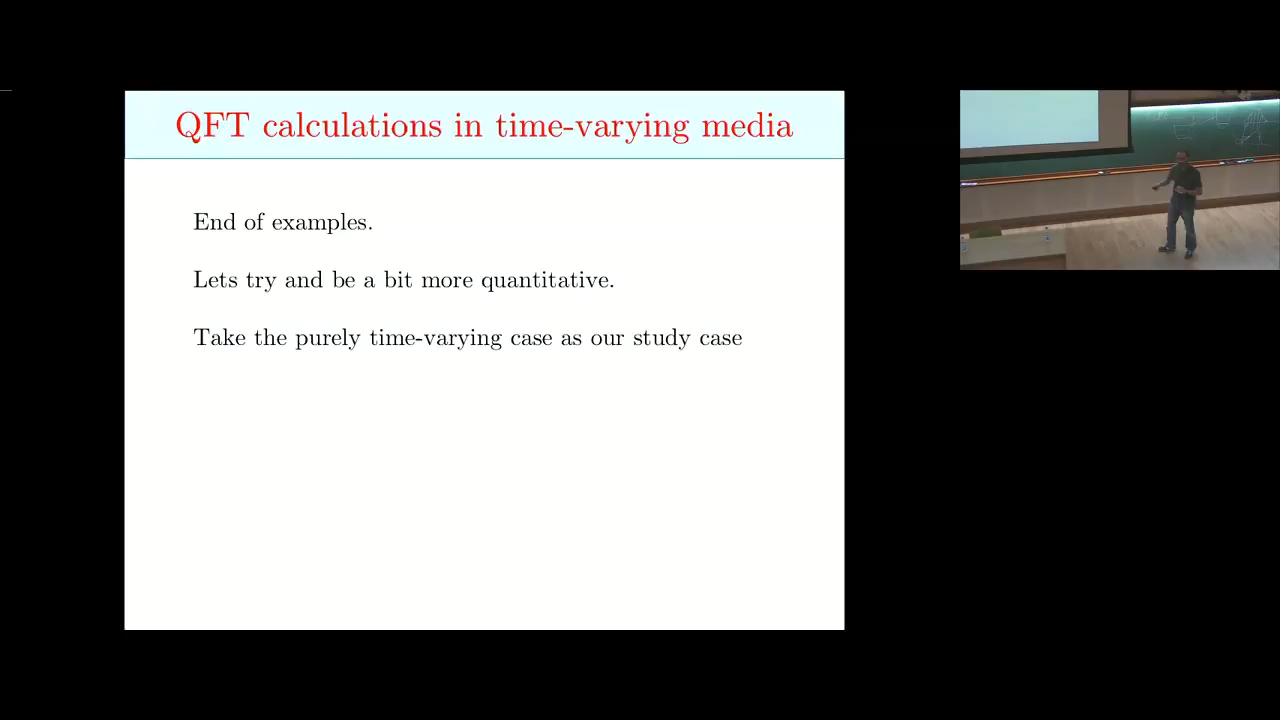 QFT calculations in time-varying media
End of examples.
Lets try and be a bit more quantitative.
Take the purely time-varying case as our study case